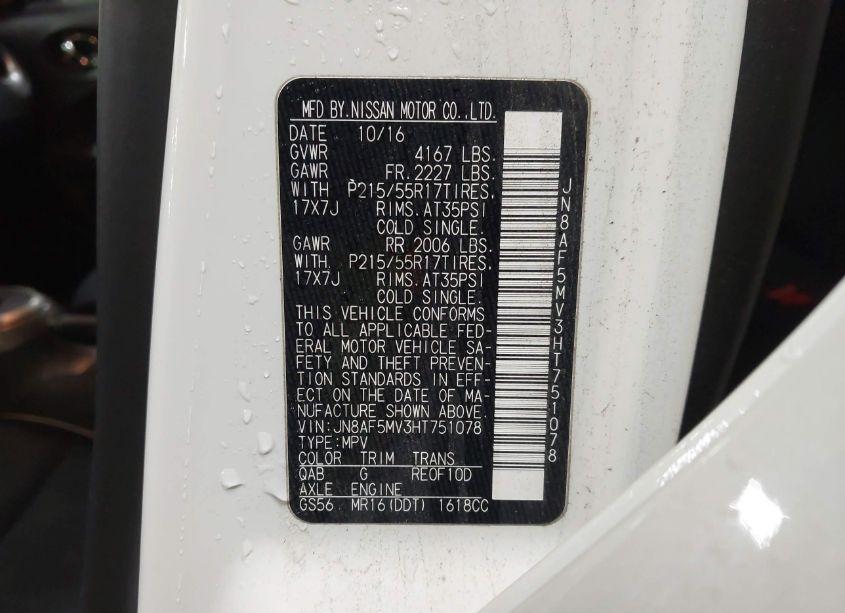 MFD BY.NISSAN MOTOR CO.,LTD.
DATE 10/16
GVWR 4167 LBS.
GAWR FR.2227 LBS.
WITH P215/55R17TIRES,
17X7J RIMS.AT35PSI
COLD SINGLE.
GAWR RR 2006 LBS.
WITH. P215/55R17TIRES,
17X7J RIMS.AT35PSI
COLD SINGLE.
THIS VEHICLE CONFORMS
TO ALL APPLICABLE FED-
ERAL MOTOR VEHICLE SA-
FETY AND THEFT PREVEN-
TION STANDARDS IN EFF-
ECT ON THE DATE OF MA-
NUFACTURE SHOWN ABOVE.
VIN:JN8AF5MV3HT751078
TYPE:MPV
COLOR TRIM TRANS
QAB G RE0F10D
AXLE ENGINE
GS56 MR16(DDT) 1618CC
JN8AF5MV3HT751078